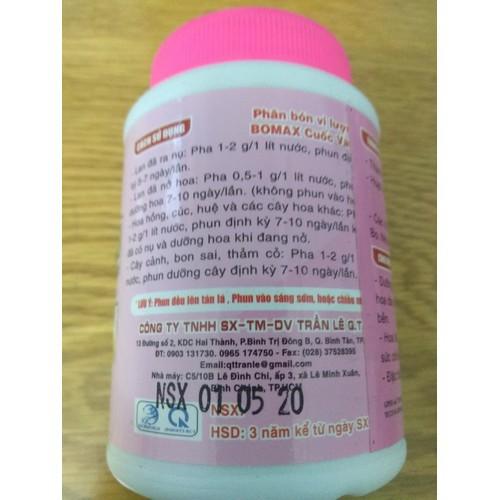 Phân bón vi lượ
BOMAX Cuốc V
CÁCH SỬ DỤNG
- Lan đã ra nụ: Pha 1-2 g/1 lít nước, phun đị
kỳ 5-7 ngày/lần.
- Lan đã nở hoa: Pha 0,5-1 g/1 lít nước, ph
dưỡng hoa 7-10 ngày/lần. (không phun vào h
- Hoa hồng, cúc, huệ và các cây hoa khác: P
1-2 g/1 lít nước, phun định kỳ 7-10 ngày/lần k
đã có nụ và dưỡng hoa khi đang nở.
- Cây cảnh, bon sai, thảm cỏ: Pha 1-2 g/1
nước, phun dưỡng cây định kỳ 7-10 ngày/lần.
*LƯU Ý: Phun đều lên tán lá, Phun vào sáng sớm, hoặc chiều m
CÔNG TY TNHH SX-TM-DV TRẦN LÊ Q.T
13 Đường số 2, KDC Hai Thành, P.Bình Trị Đông B, Q. Bình Tân, TP
ĐT: 0903 131730. 0965 174750 - Fax: (028) 37528395
Email:qttranle@gmail.com
Nhà máy: C5/10B Lê Đình Chi, ấp 3, xã Lê Minh Xuân,
Bình Chánh, TP.HCM
NSX 01 05 20
NSX:
HSD: 3 năm kể từ ngày SX